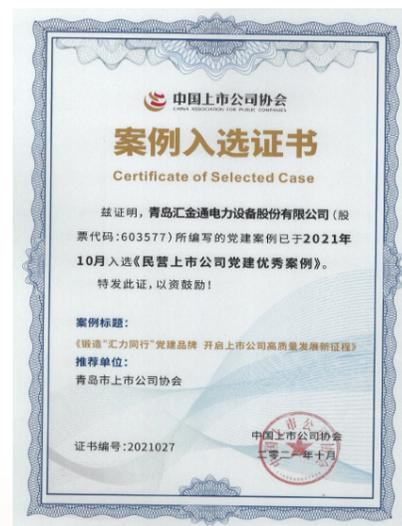 中国上市公司协会
CHINA ASSOCIATION FOR PUBLIC COMPANIES
案例入选证书
Certificate of Selected Case
兹证明，青岛汇金通电力设备股份有限公司（股
票代码：603577）所编写的党建案例已于2021年
10月入选《民营上市公司党建优秀案例》。
特发此证，以资鼓励！
案例标题：
《锻造“汇力同行”党建品牌 开启上市公司高质量发展新征程》
推荐单位：
青岛市上市公司协会
中国上市公司协会
证书编号：2021027
二零二一年十月